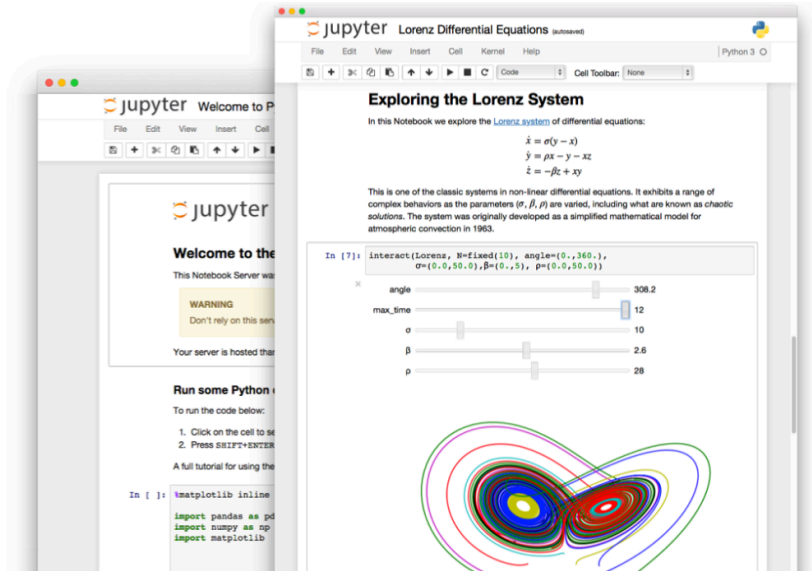 jupyter Lorenz Differential Equations (autosaved)
File Edit View Insert Cell Kernel Help
Python 3
Code Cell Toolbar: None
Exploring the Lorenz System
In this Notebook we explore the Lorenz system of differential equations:
ẋ = σ(y − x)
ẏ = ρx − y − xz
ż = −βz + xy
This is one of the classic systems in non-linear differential equations. It exhibits a range of
complex behaviors as the parameters (σ, β, ρ) are varied, including what are known as chaotic
solutions. The system was originally developed as a simplified mathematical model for
atmospheric convection in 1963.
In [7]: interact(Lorenz, N=fixed(10), angle=(0.,360.),
σ=(0.0,50.0),β=(0.,5), ρ=(0.0,50.0))
angle 308.2
max_time 12
σ 10
β 2.6
ρ 28
jupyter Welcome to P
File Edit View Insert Cell
jupyter
Welcome to the
This Notebook Server was
WARNING
Don't rely on this serv
Your server is hosted than
Run some Python
To run the code below:
1. Click on the cell to se
2. Press SHIFT+ENTER
A full tutorial for using the
In [ ]: %matplotlib inline
import pandas as pd
import numpy as np
import matplotlib